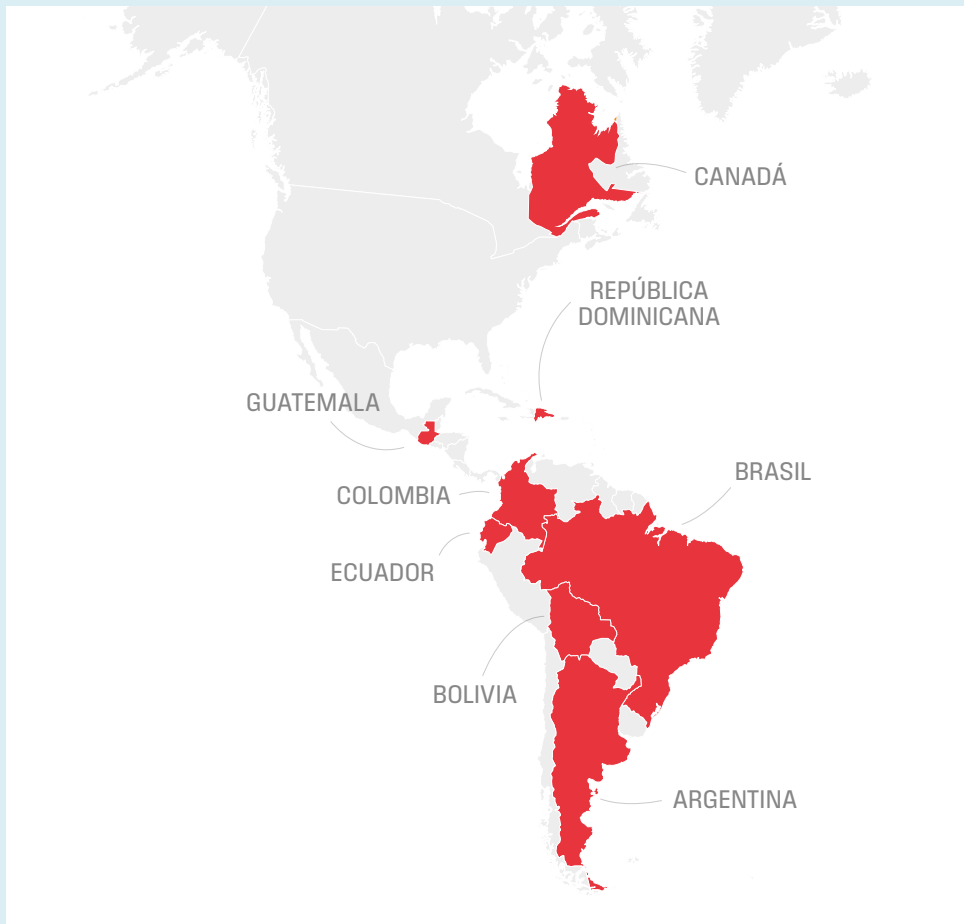 CANADÁ
REPÚBLICA
DOMINICANA
GUATEMALA
BRASIL
COLOMBIA
ECUADOR
BOLIVIA
ARGENTINA